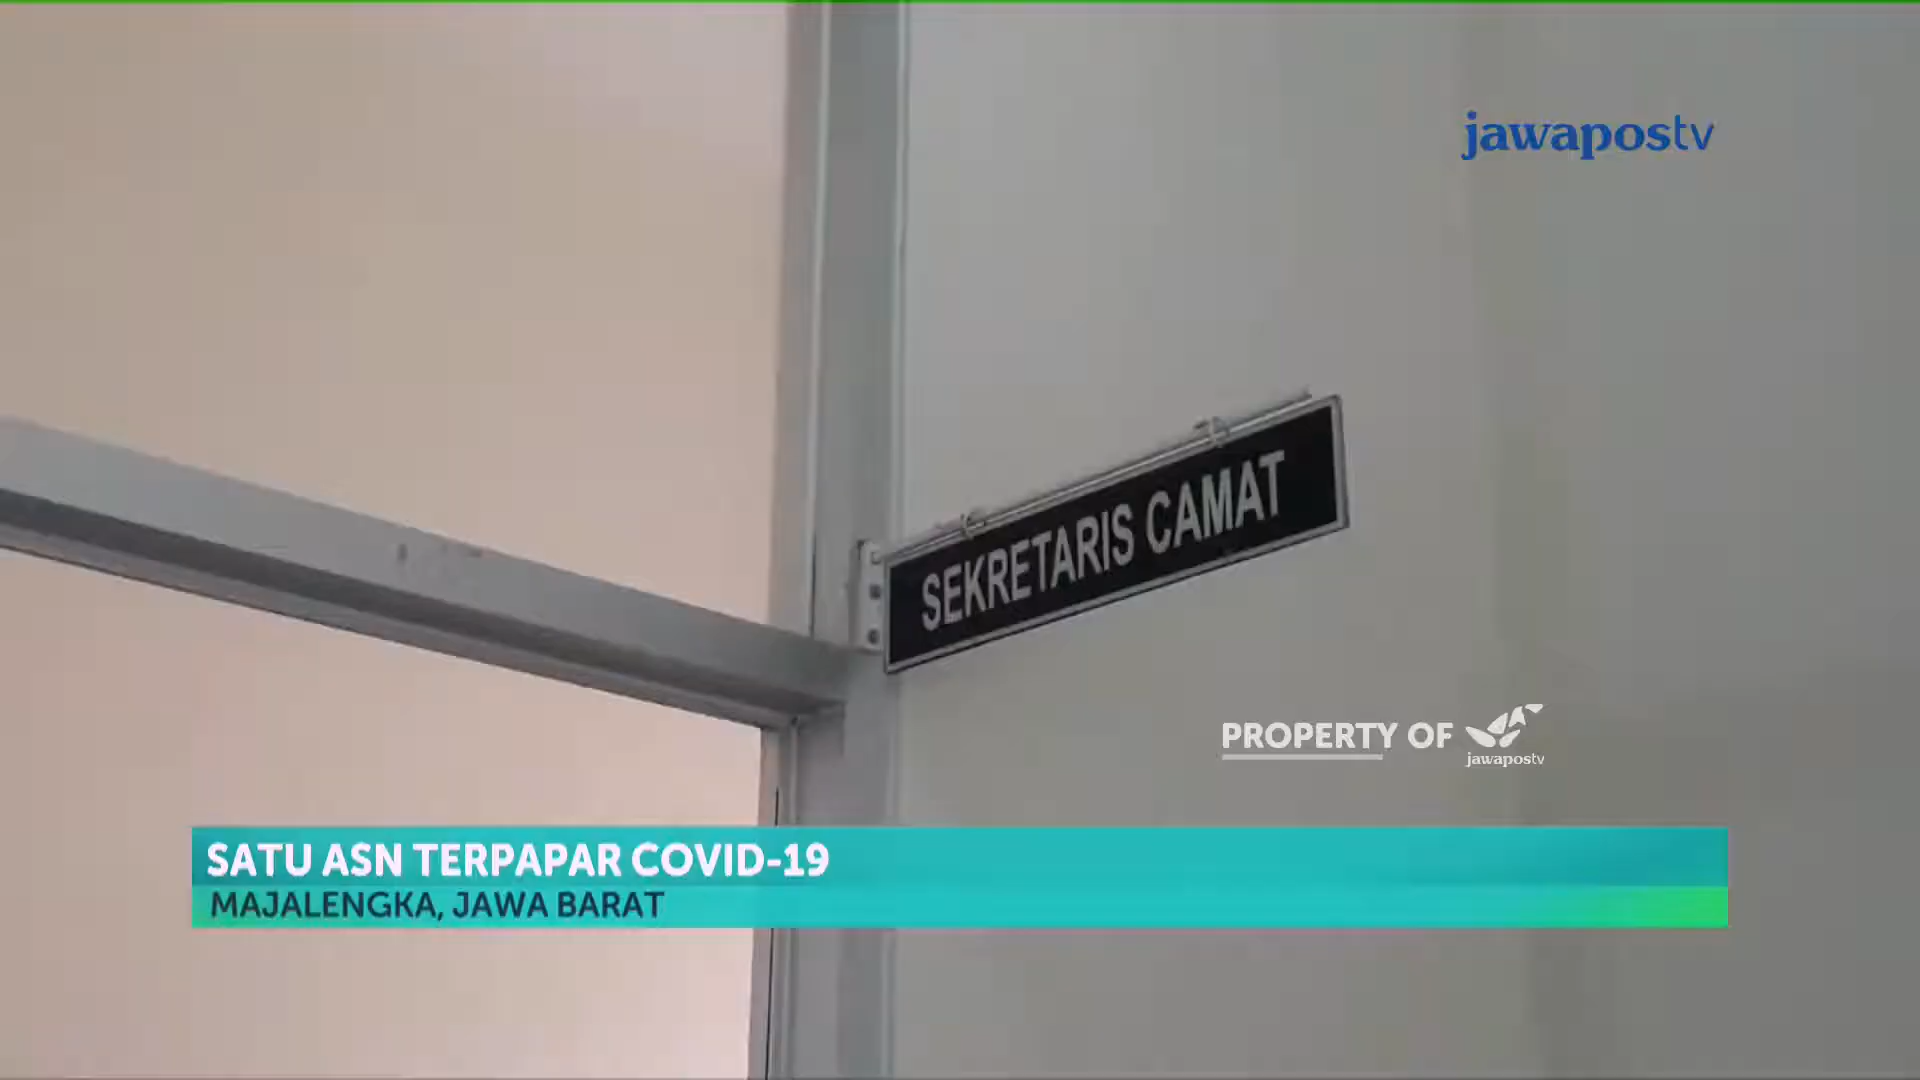 jawapostv
SEKRETARIS CAMAT
PROPERTY OF
jawapostv
SATU ASN TERPAPAR COVID-19
MAJALENGKA, JAWA BARAT